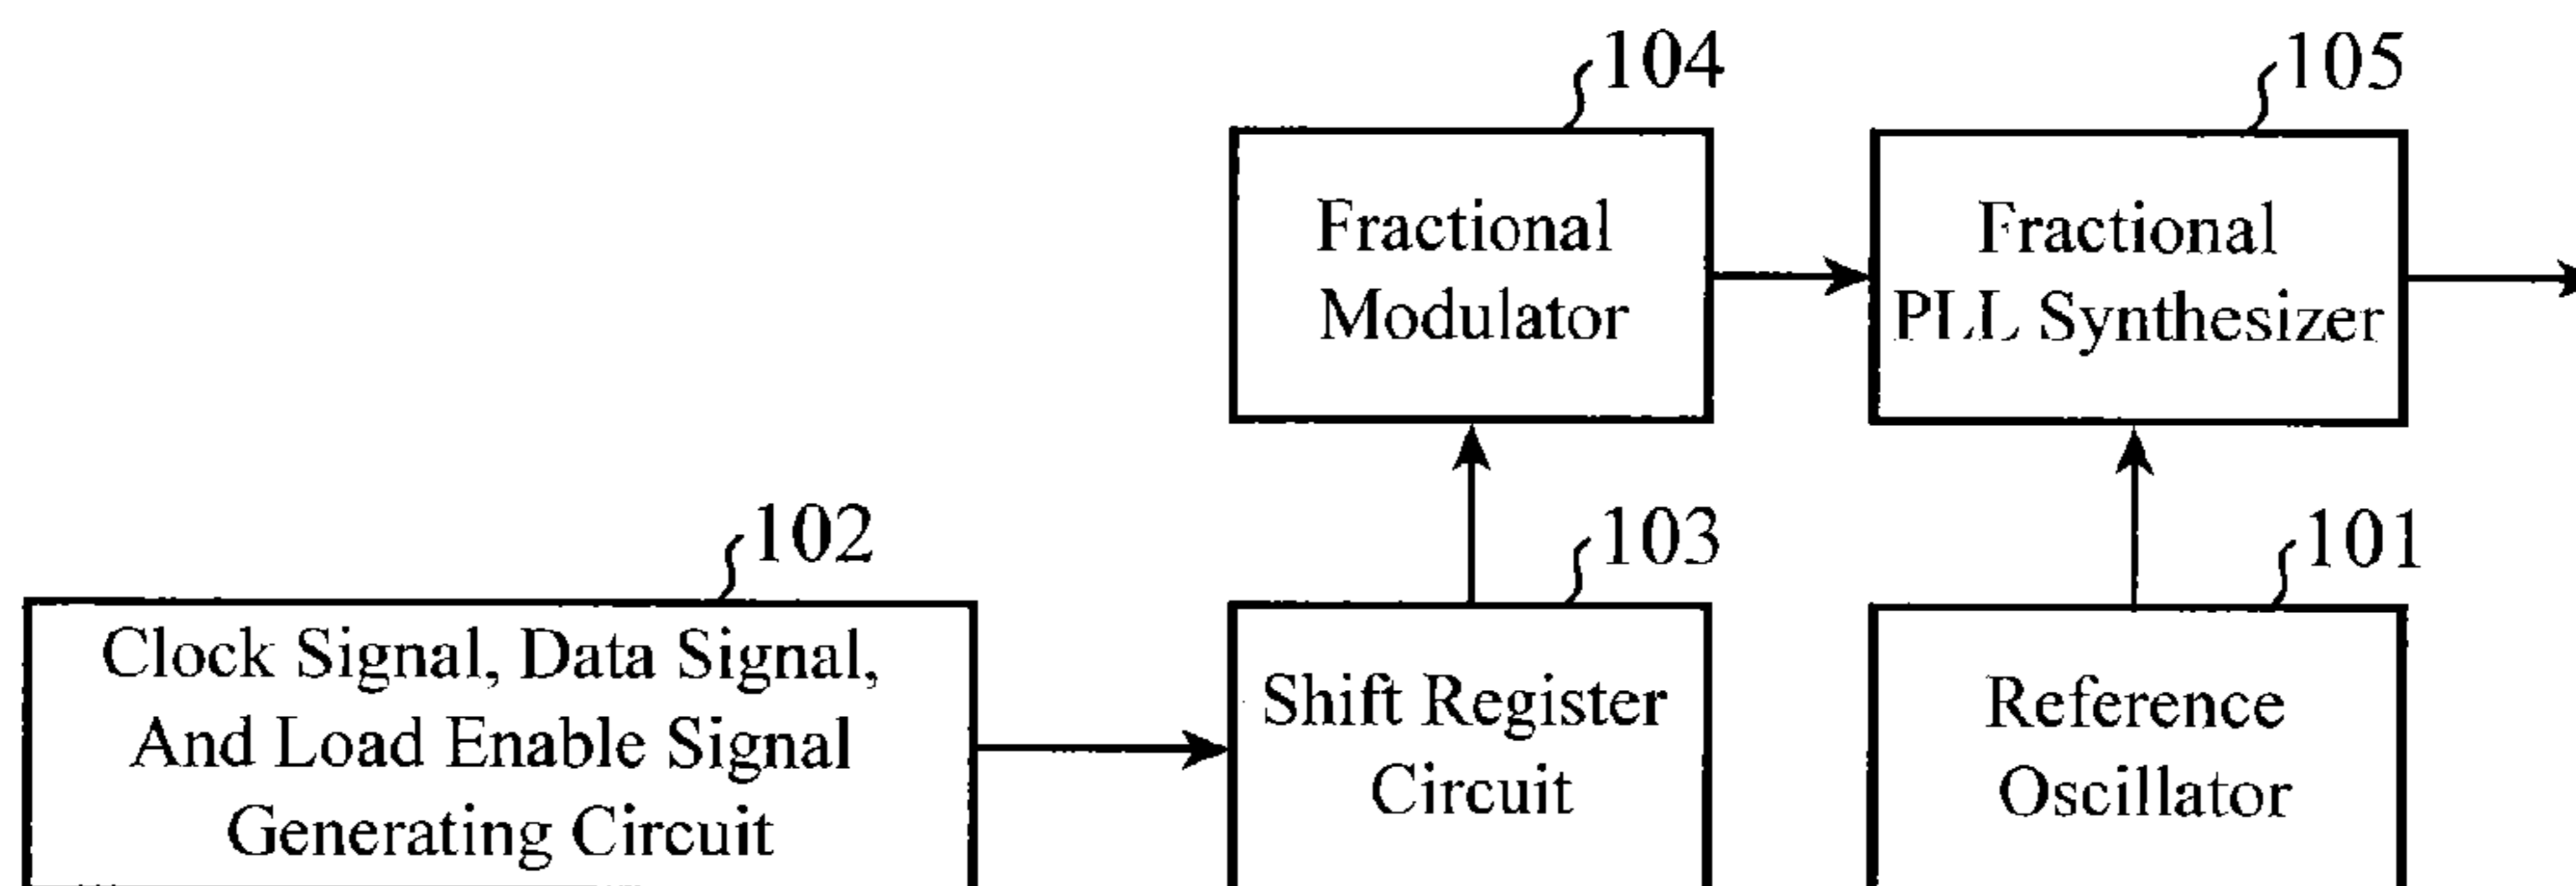 104
105
Fractional
Modulator
Fractional
PLL Synthesizer
102
103
101
Clock Signal, Data Signal,
And Load Enable Signal
Generating Circuit
Shift Register
Circuit
Reference
Oscillator